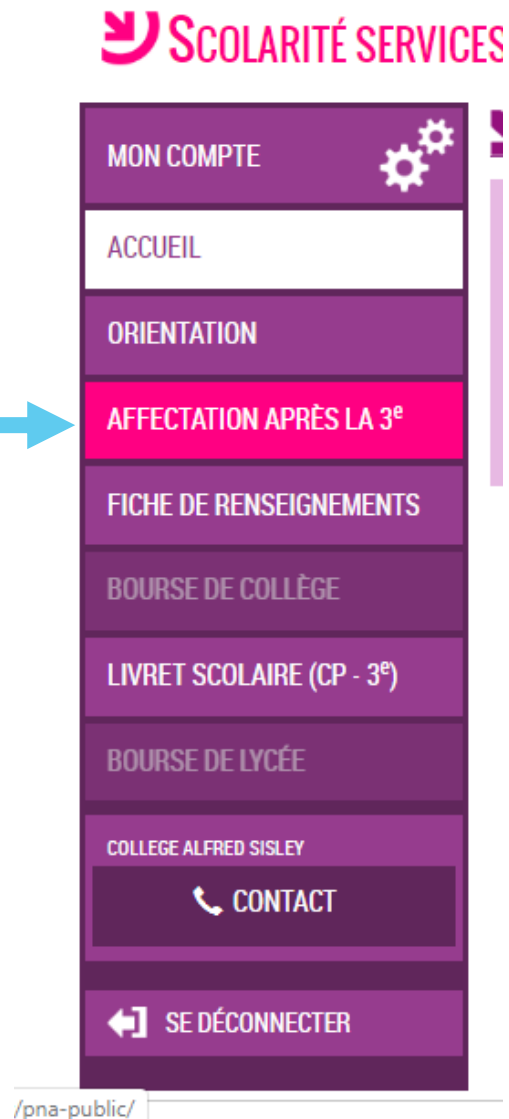 SCOLARITÉ SERVICES
MON COMPTE
ACCUEIL
ORIENTATION
AFFECTATION APRÈS LA 3e
FICHE DE RENSEIGNEMENTS
BOURSE DE COLLÈGE
LIVRET SCOLAIRE (CP - 3e)
BOURSE DE LYCÉE
COLLEGE ALFRED SISLEY
CONTACT
SE DÉCONNECTER
/pna-public/